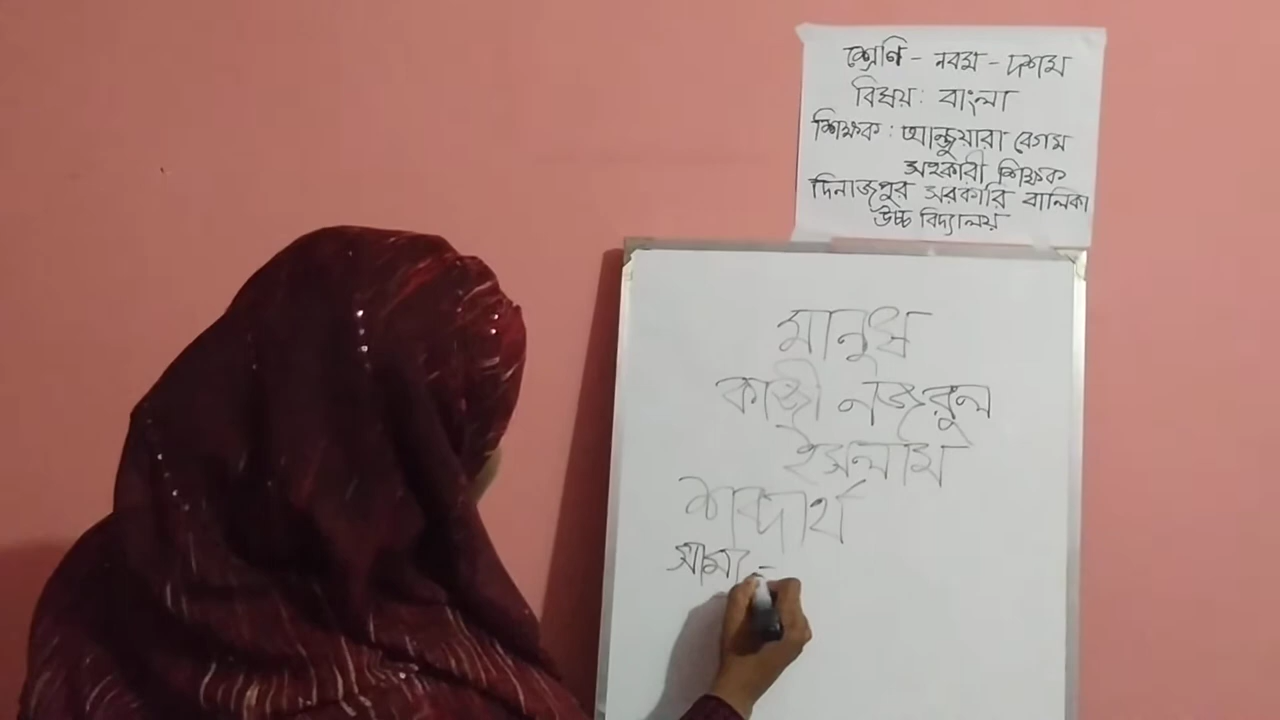 শ্রেণি - নবম - দশম
বিষয়: বাংলা
শিক্ষক: আন্জুয়ারা বেগম
সহকারী শিক্ষক
দিনাজপুর সরকারি বালিকা
উচ্চ বিদ্যালয়
মানুষ
কাজী নজরুল
ইসলাম
শব্দার্থ
সাম্য -